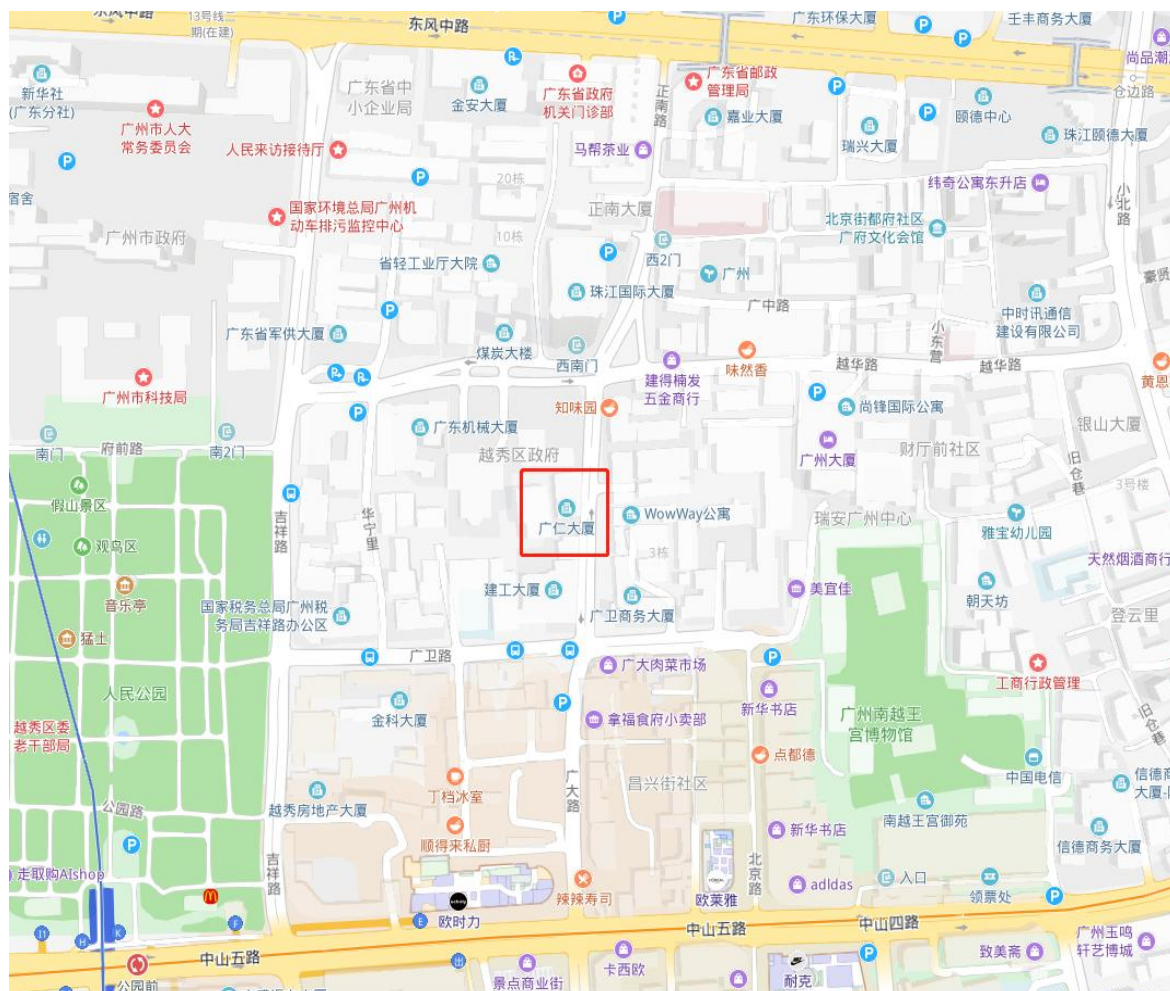 东风中路
13号线
期(在建)
东风中路
广东环保大厦
壬丰商务大厦
尚品潮
仓边路
新华社
(广东分社)
广州市人大
常务委员会
广东省中
小企业局
金安大厦
广东省政府
机关门诊部
正南路
广东省邮政
管理局
嘉业大厦
瑞兴大厦
颐德中心
珠江颐德大厦
人民来访接待厅
马帮茶业
宿舍
20栋
纬奇公寓东升店
小北路
国家环境总局广州机
动车排污监控中心
正南大厦
北京街都府社区
广府文化会馆
广州市政府
10栋
西2门
省轻工业厅大院
广州
豪贤
珠江国际大厦
广中路
中时讯通信
建设有限公司
广东省军供大厦
煤炭大楼
西南门
小东营
越华路
越华路
味然香
建得楠发
五金商行
黄恩
广州市科技局
知味园
尚锋国际公寓
南门
府前路
南2门
广东机械大厦
越秀区政府
广州大厦
财厅前社区
银山大厦
旧仓巷
3号楼
假山景区
吉祥路
华宁里
广仁大厦
WowWay公寓
瑞安广州中心
雅宝幼儿园
观鸟区
3栋
天然烟酒商行
音乐亭
建工大厦
美宜佳
朝天坊
国家税务总局广州税
务局吉祥路办公区
广卫商务大厦
登云里
猛士
广卫路
广大肉菜市场
工商行政管理
人民公园
金科大厦
新华书店
越秀区委
老干部局
拿福食府小卖部
广州南越王
宫博物馆
旧仓巷
点都德
中国电信
广大路
昌兴街社区
丁档冰室
信德商
大厦-
公园路
越秀房地产大厦
南越王宫御苑
顺得来私厨
新华书店
信德商务大厦
吉祥路
北京路
走取购AIshop
辣辣寿司
欧莱雅
adldas
入口
领票处
欧时力
中山五路
中山五路
中山四路
公园前
景点商业街
卡西欧
耐克
致美斋
广州玉鸣
轩艺博城